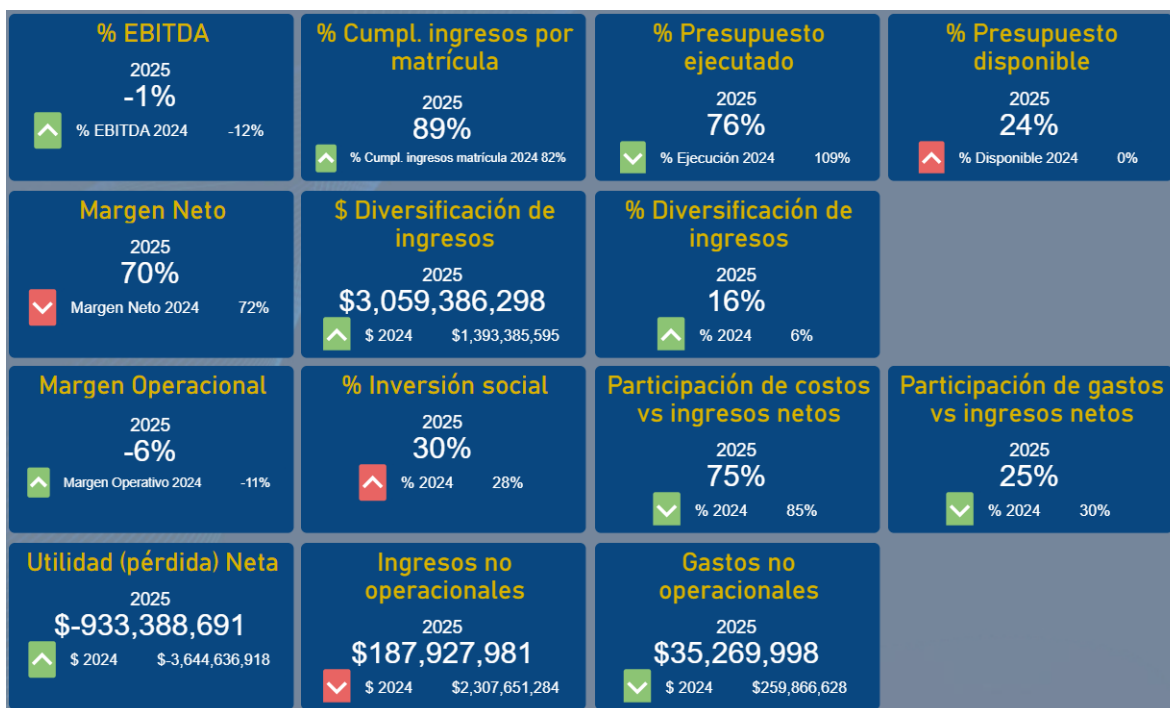 % EBITDA
2025
-1%
% EBITDA 2024 -12%
% Cumpl. ingresos por
matrícula
2025
89%
% Cumpl. ingresos matrícula 2024 82%
% Presupuesto
ejecutado
2025
76%
% Ejecución 2024 109%
% Presupuesto
disponible
2025
24%
% Disponible 2024 0%
Margen Neto
2025
70%
Margen Neto 2024 72%
$ Diversificación de
ingresos
2025
$3,059,386,298
$ 2024 $1,393,385,595
% Diversificación de
ingresos
2025
16%
% 2024 6%
Margen Operacional
2025
-6%
Margen Operativo 2024 -11%
% Inversión social
2025
30%
% 2024 28%
Participación de costos
vs ingresos netos
2025
75%
% 2024 85%
Participación de gastos
vs ingresos netos
2025
25%
% 2024 30%
Utilidad (pérdida) Neta
2025
$-933,388,691
$ 2024 $-3,644,636,918
Ingresos no
operacionales
2025
$187,927,981
$ 2024 $2,307,651,284
Gastos no
operacionales
2025
$35,269,998
$ 2024 $259,866,628